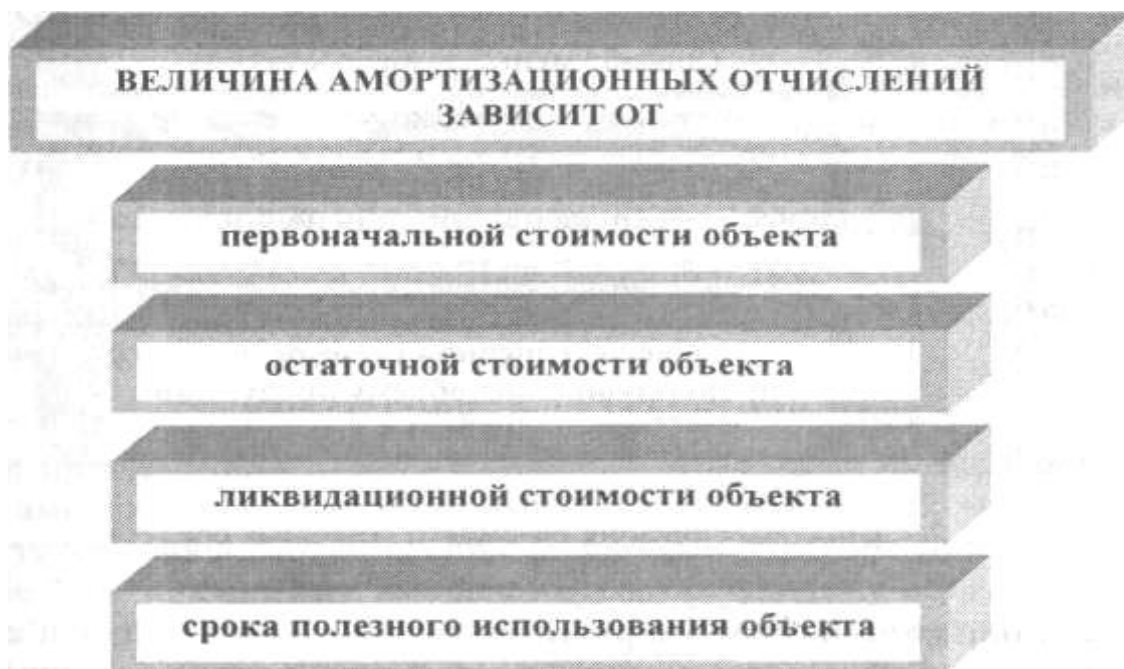 ВЕЛИЧИНА АМОРТИЗАЦИОННЫХ ОТЧИСЛЕНИЙ
ЗАВИСИТ ОТ
первоначальной стоимости объекта
остаточной стоимости объекта
ликвидационной стоимости объекта
срока полезного использования объекта